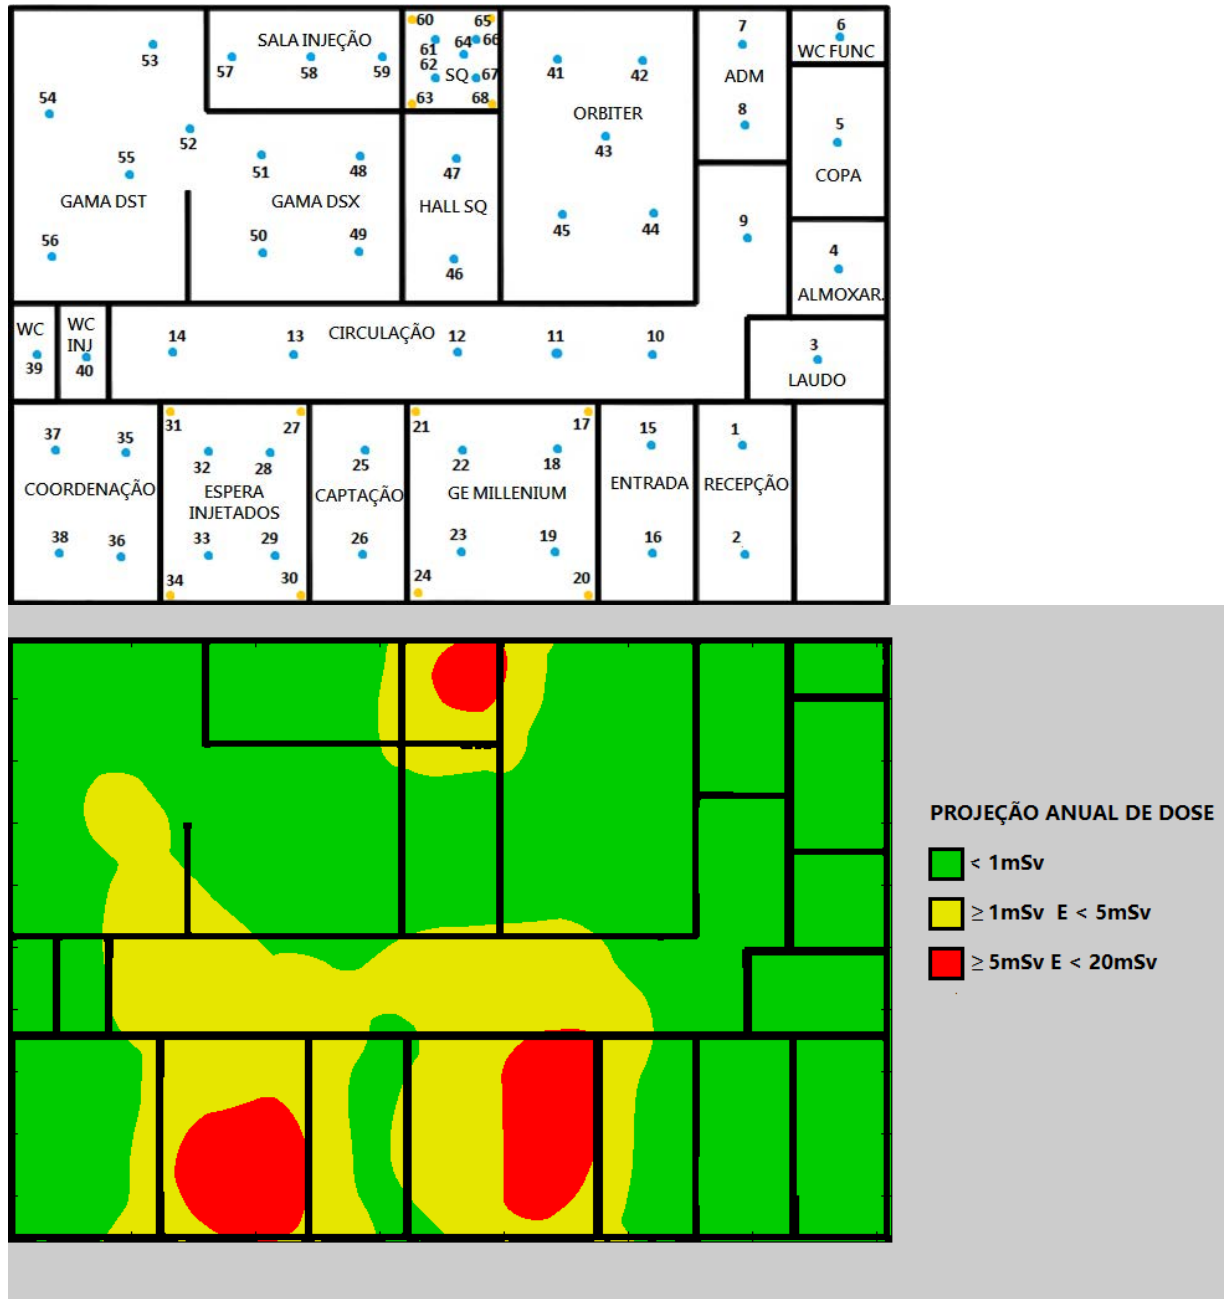 60
65
7
6
53
SALA INJEÇÃO
61
64
66
WC FUNC
57
58
59
62
SQ
67
41
42
ADM
54
63
68
ORBITER
8
5
52
43
55
51
48
47
COPA
GAMA DST
GAMA DSX
HALL SQ
9
56
50
49
45
44
4
46
ALMOXAR.
WC
WC
INJ
14
13
CIRCULAÇÃO
12
11
10
3
39
40
LAUDO
31
27
21
17
15
1
37
35
32
28
25
22
18
COORDENAÇÃO
ESPERA
INJETADOS
CAPTAÇÃO
GE MILLENIUM
ENTRADA
RECEPÇÃO
38
36
33
29
26
23
19
16
2
34
30
24
20
PROJEÇÃO ANUAL DE DOSE
< 1mSv
≥ 1mSv E < 5mSv
≥ 5mSv E < 20mSv